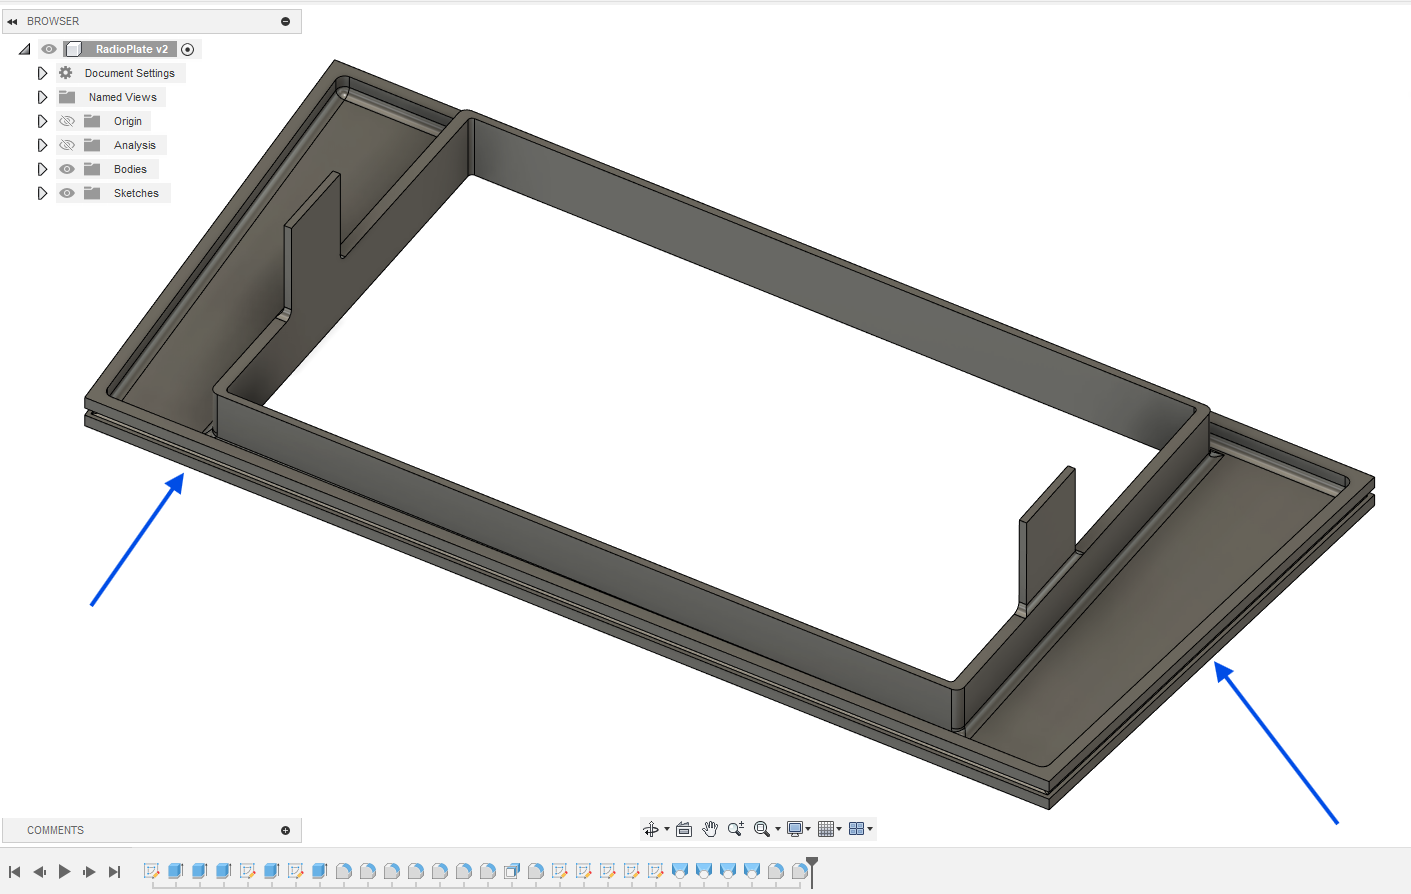 BROWSER
RadioPlate v2
Document Settings
Named Views
Origin
Analysis
Bodies
Sketches
COMMENTS